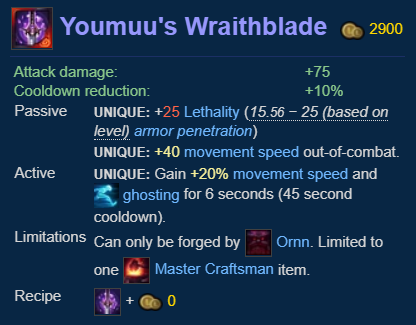 Youmuu's Wraithblade 2900
Attack damage: +75
Cooldown reduction: +10%
Passive UNIQUE: +25 Lethality (15.56 − 25 (based on
level) armor penetration)
UNIQUE: +40 movement speed out-of-combat.
Active UNIQUE: Gain +20% movement speed and
ghosting for 6 seconds (45 second
cooldown).
Limitations Can only be forged by Ornn. Limited to
one Master Craftsman item.
Recipe + 0